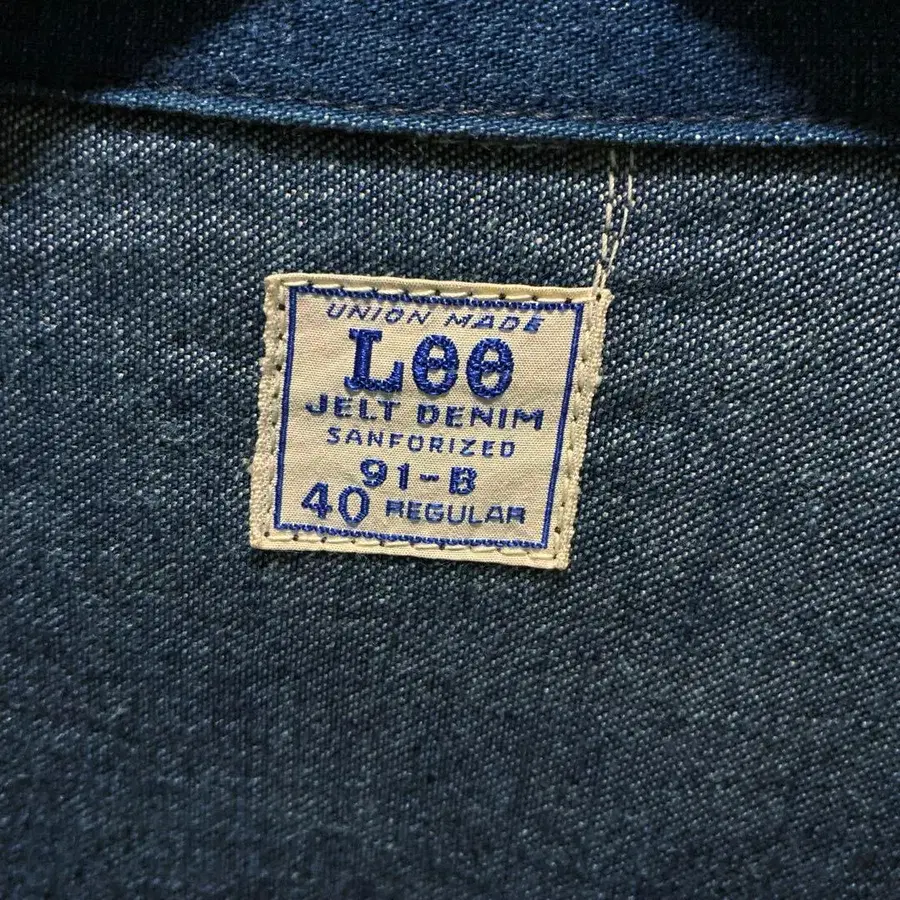 UNION MADE
Lee
JELT DENIM
SANFORIZED
91-B
40 REGULAR